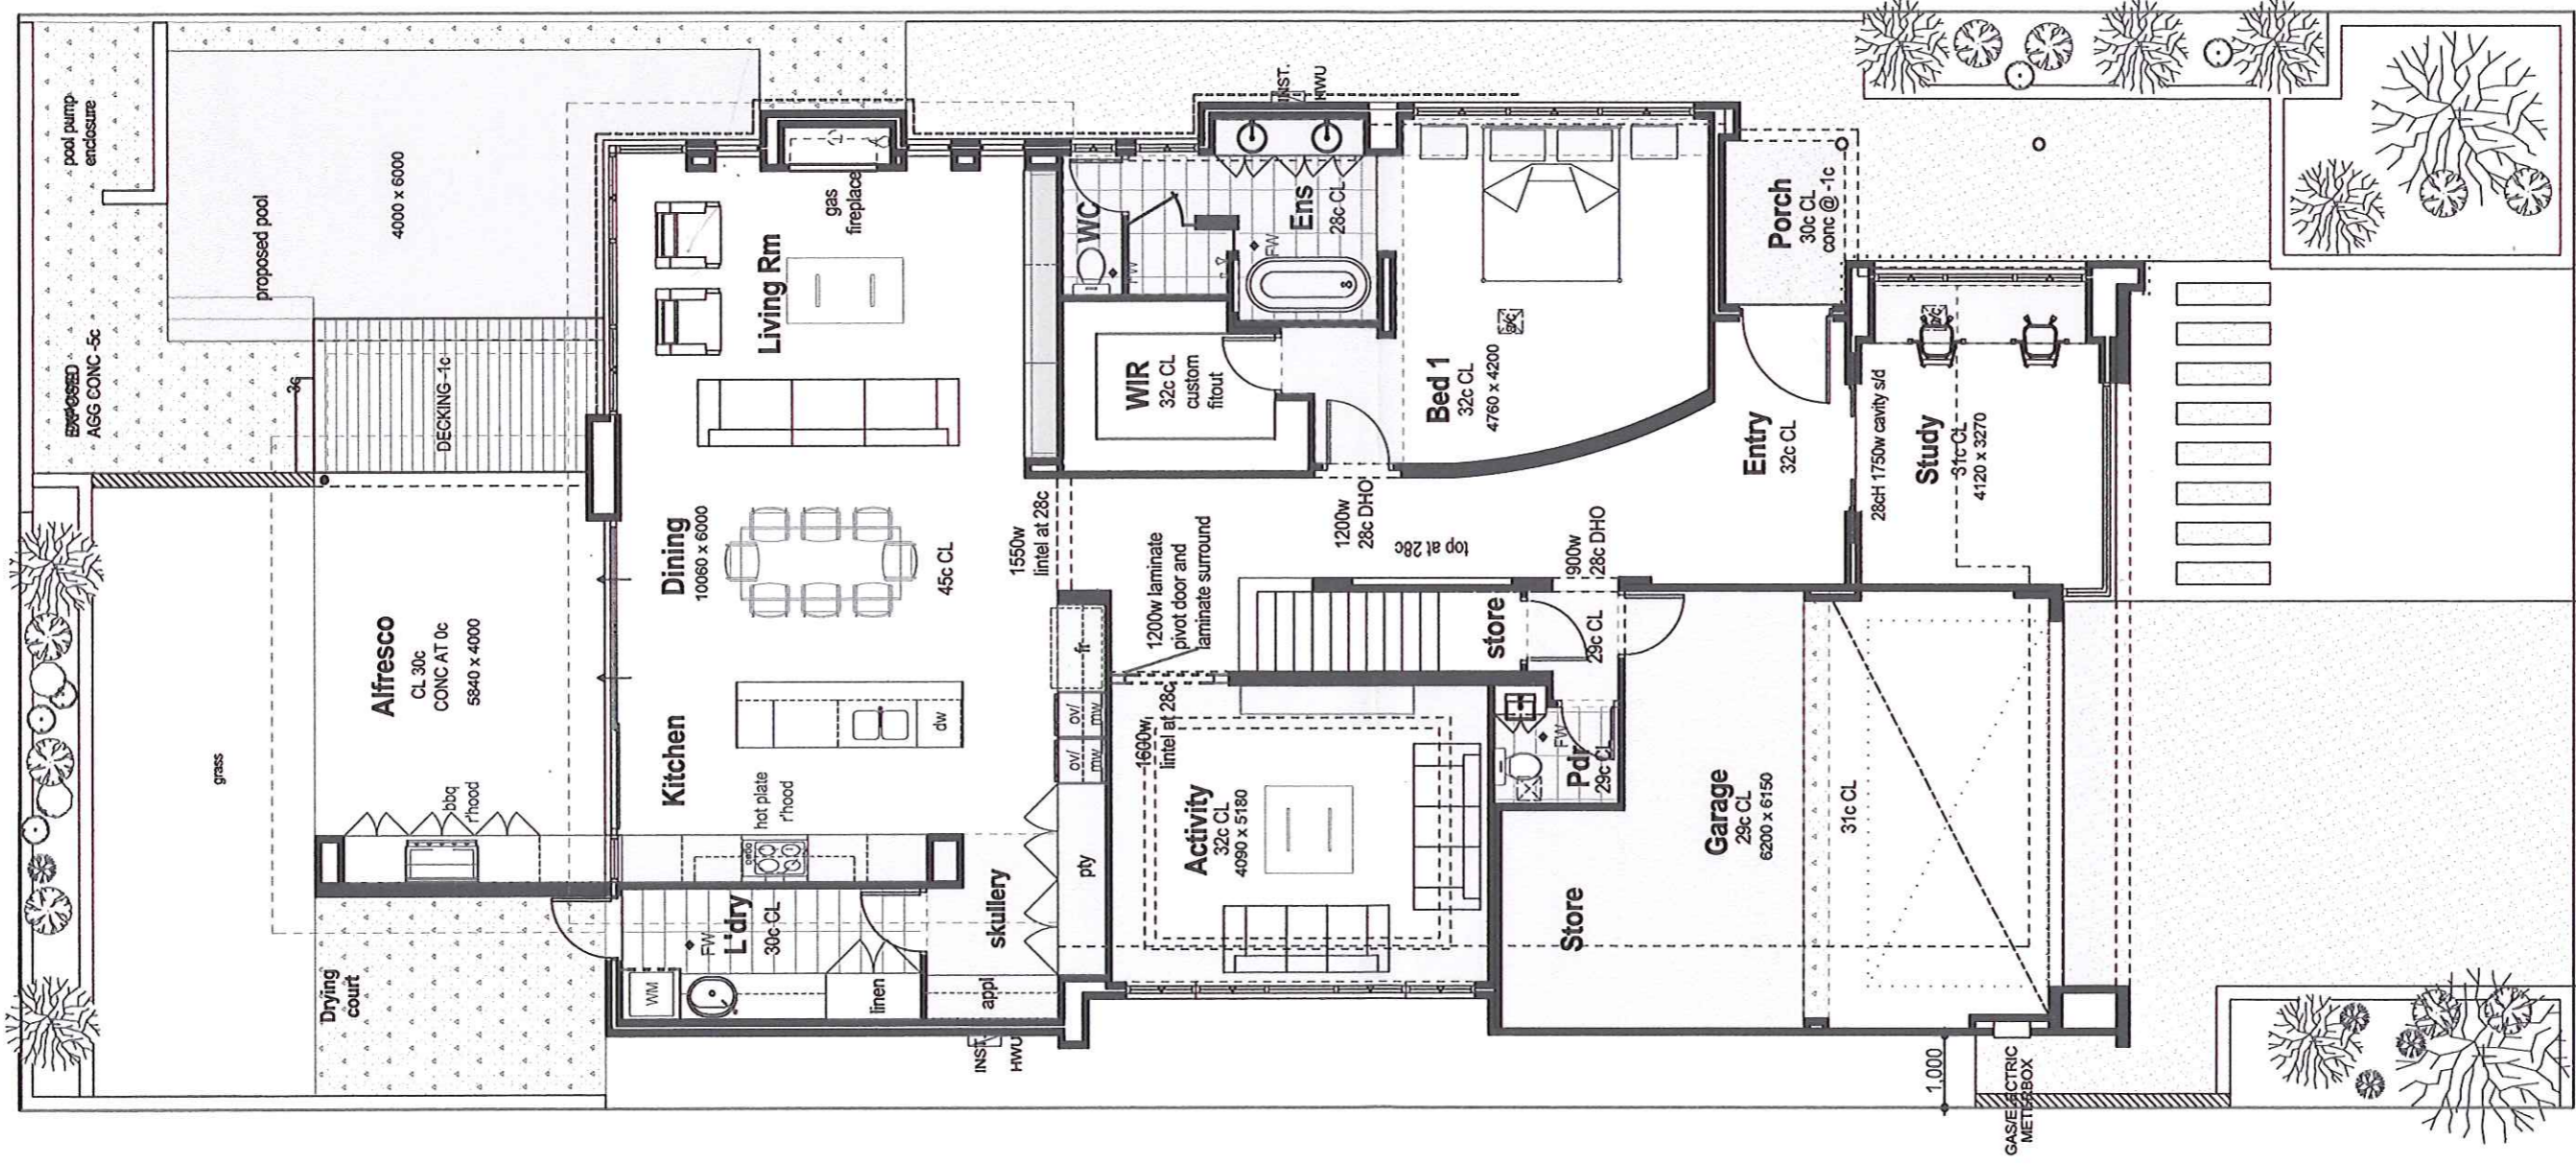 pool pump
enclosure
proposed pool
4000 x 6000
EXPOSED
AGG CONC -5c
3c
DECKING -1c
grass
Alfresco
CL 30c
CONC AT 0c
5840 x 4000
bbq
r'hood
Drying
court
Living Rm
gas
fireplace
Dining
10060 x 6000
45c CL
Kitchen
hot plate
r'hood
dw
L'dry
30c CL
FW
WM
linen
skullery
appl
pty
ov/
mw
ov/
mw
fr
INST.
HWU
1550w
lintel at 28c
1200w laminate
pivot door and
laminate surround
1600w
lintel at 28c
WC
FW
Ens
28c CL
FW
INST.
HWU
WIR
32c CL
custom
fitout
Bed 1
32c CL
4760 x 4200
a/c
1200w
28c DHO
top at 28c
900w
28c DHO
store
29c CL
Activity
32c CL
4090 x 5180
Pdr
29c CL
FW
Store
Garage
29c CL
6200 x 6150
31c CL
Entry
32c CL
Porch
30c CL
conc @ -1c
28cH 1750w cavity s/d
Study
31c CL
4120 x 3270
a/c
1,000
GAS/ELECTRIC
METERBOX